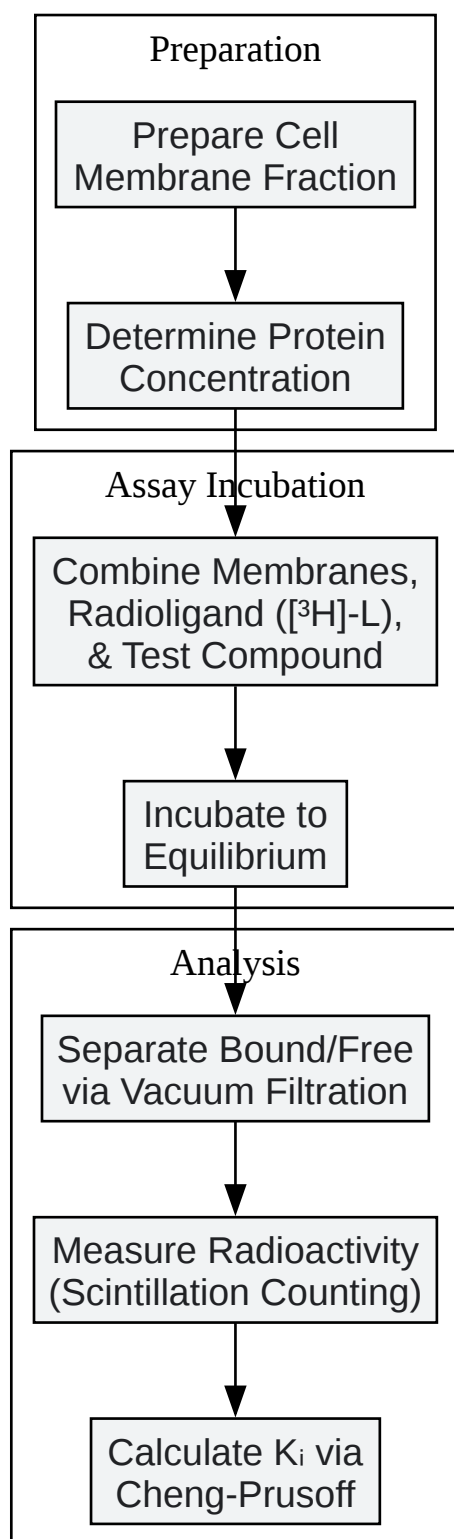 Preparation
Prepare Cell
Membrane Fraction
Determine Protein
Concentration
Assay Incubation
Combine Membranes,
Radioligand ([³H]-L),
& Test Compound
Incubate to
Equilibrium
Analysis
Separate Bound/Free
via Vacuum Filtration
Measure Radioactivity
(Scintillation Counting)
Calculate Kᵢ via
Cheng-Prusoff